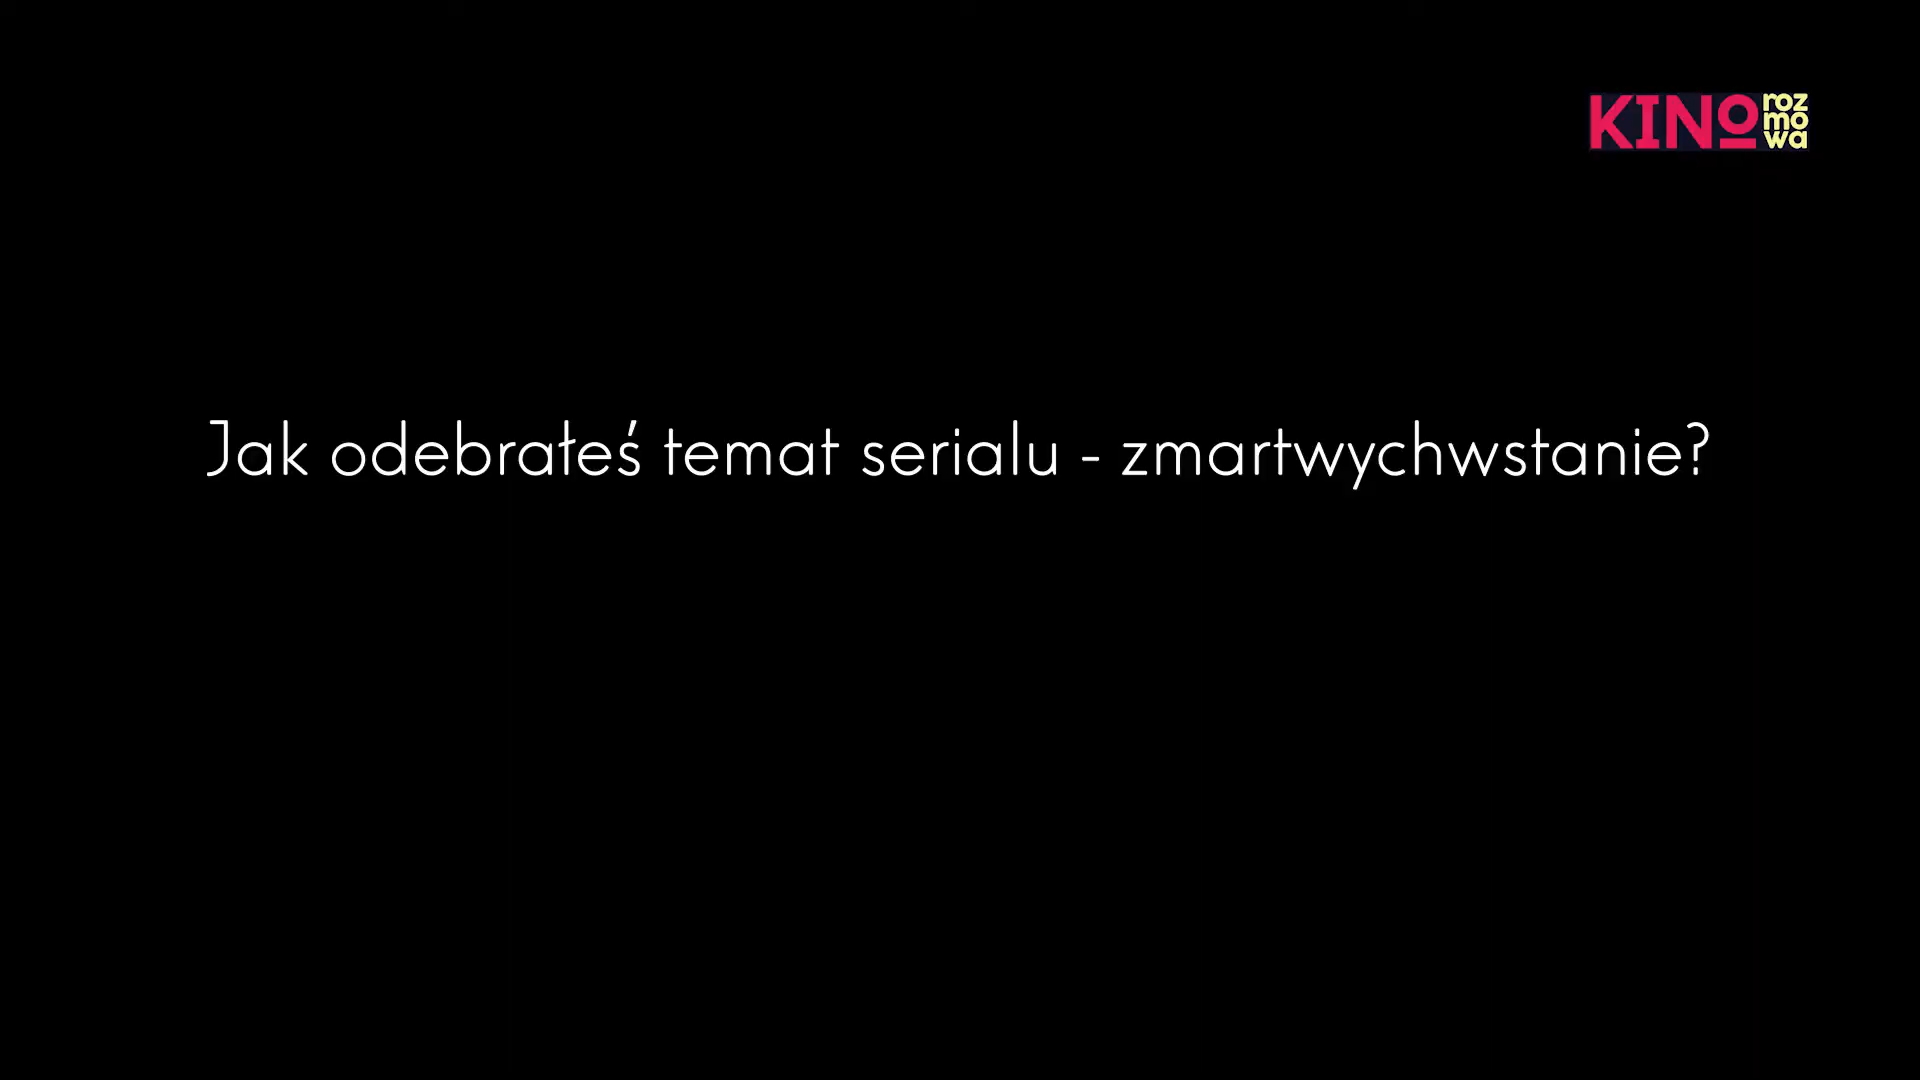 KINO
roz
mo
wa
Jak odebrałeś temat serialu - zmartwychwstanie?